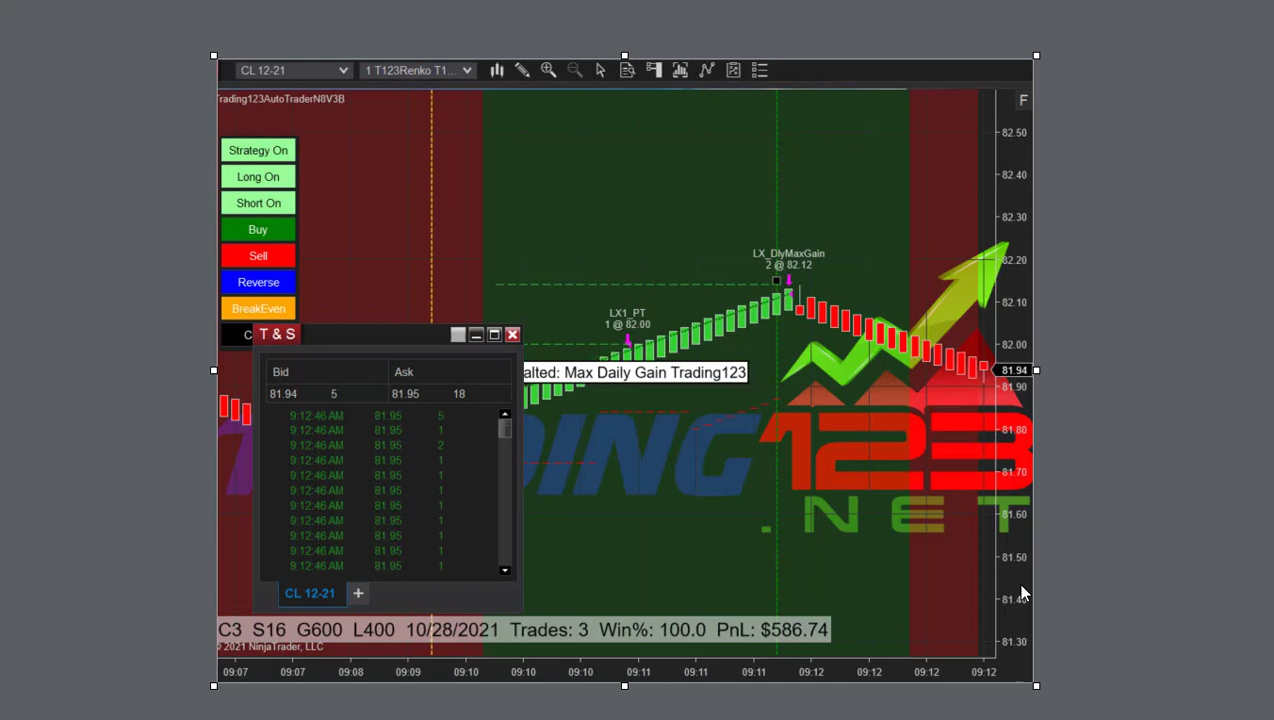 CL 12-21 1 T123Renko T1...
Trading123AutoTraderN8V3B
F
Strategy On
Long On
Short On
Buy
Sell
Reverse
BreakEven
C
T & S
Bid Ask
81.94 5 81.95 18
9:12:46 AM 81.95 5
9:12:46 AM 81.95 1
9:12:46 AM 81.95 2
9:12:46 AM 81.95 1
9:12:46 AM 81.95 1
9:12:46 AM 81.95 1
9:12:46 AM 81.95 1
9:12:46 AM 81.95 1
9:12:46 AM 81.95 1
9:12:46 AM 81.95 1
9:12:46 AM 81.95 1
CL 12-21 +
LX1_PT
1 @ 82.00
LX_DlyMaxGain
2 @ 82.12
alted: Max Daily Gain Trading123
DING 123
.NET
82.50
82.40
82.30
82.20
82.10
82.00
81.94
81.90
81.80
81.70
81.60
81.50
81.40
81.30
C3 S16 G600 L400 10/28/2021 Trades: 3 Win%: 100.0 PnL: $586.74
© 2021 NinjaTrader, LLC
09:07 09:07 09:08 09:09 09:10 09:10 09:10 09:11 09:11 09:11 09:12 09:12 09:12 09:12